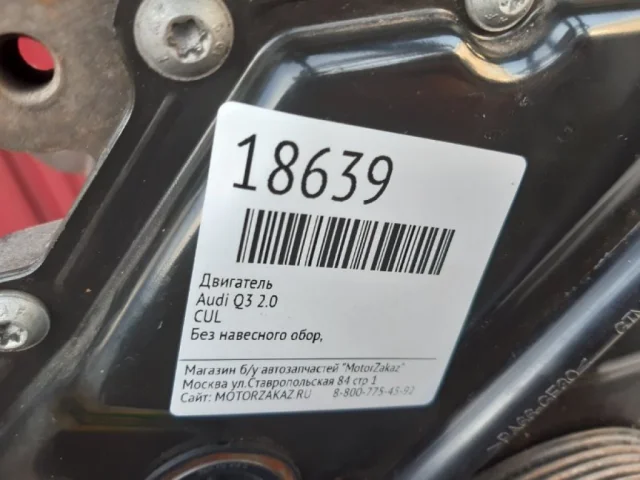 18639
Двигатель
Audi Q3 2.0
CUL
Без навесного обор,
Магазин б/у автозапчастей "MotorZakaz"
Москва ул.Ставропольская 84 стр 1
Сайт: MOTORZAKAZ.RU 8-800-775-45-92